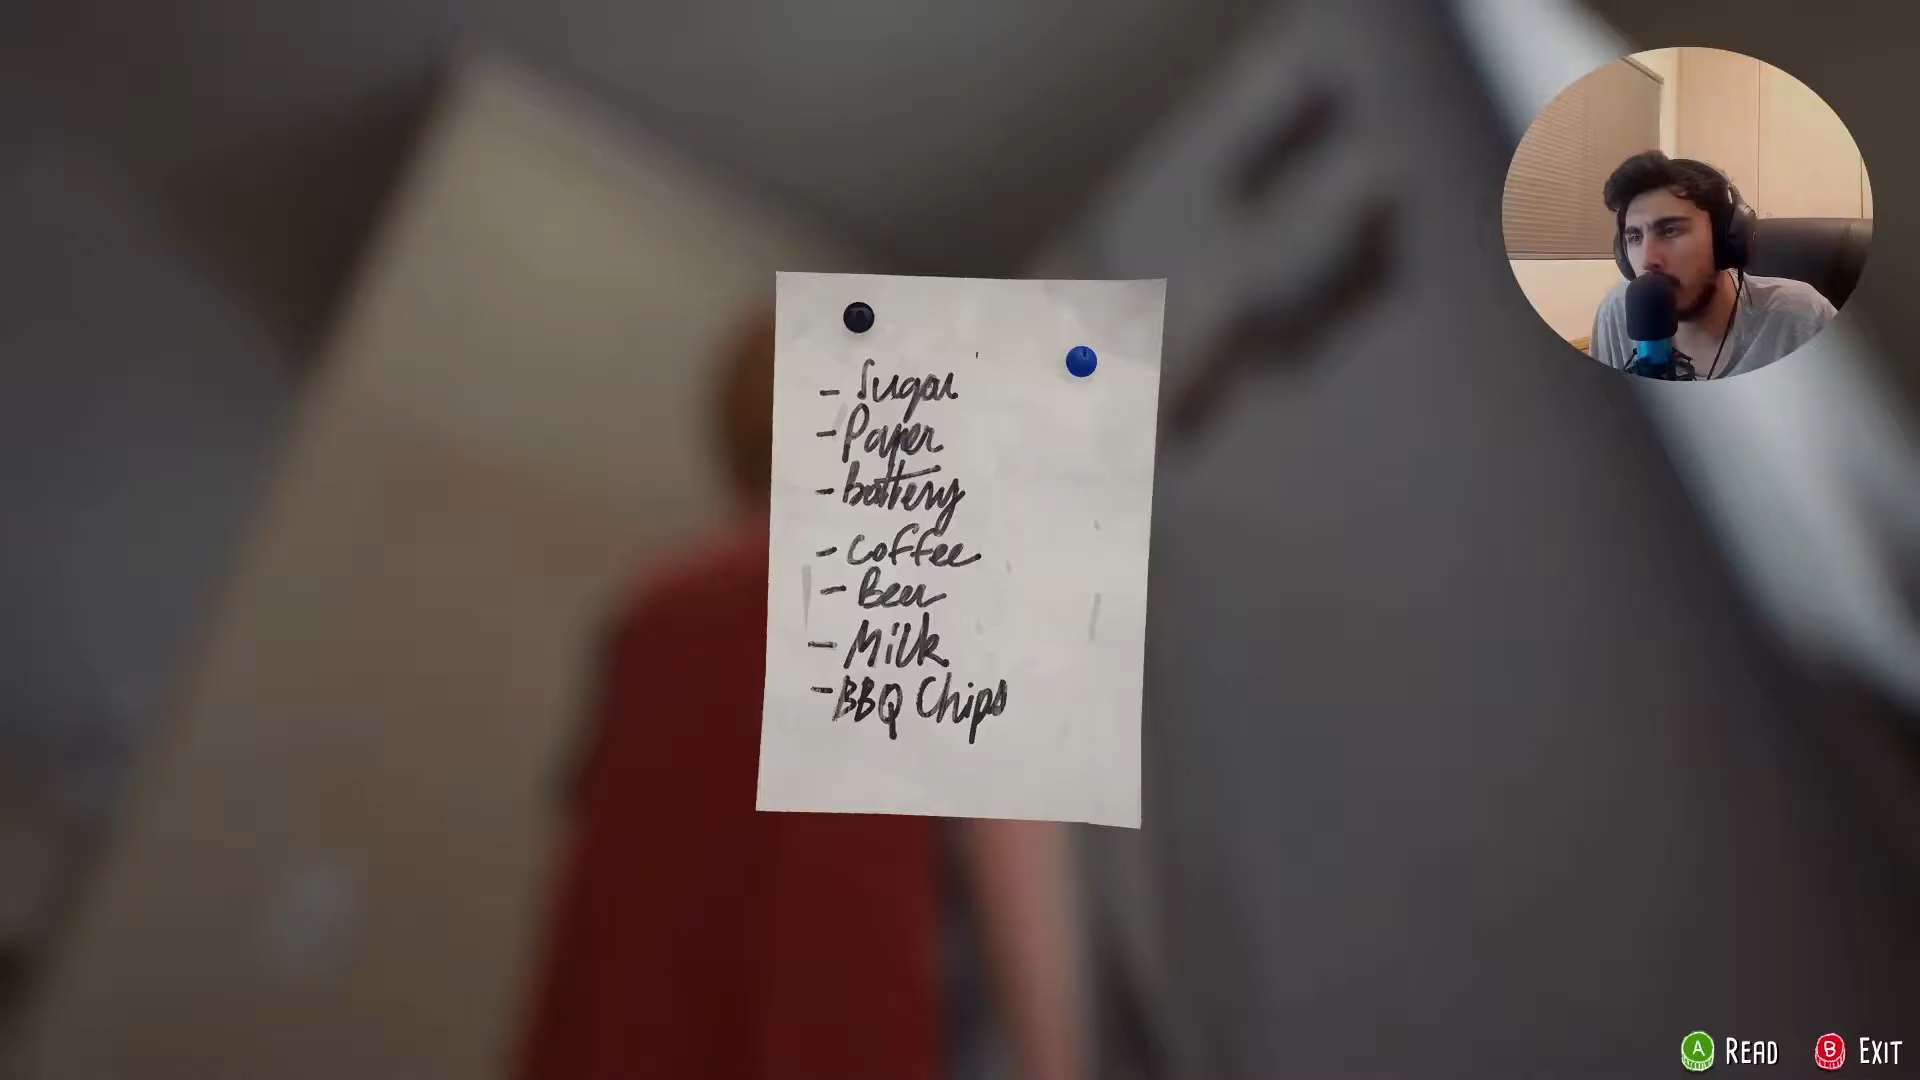 - Sugar
- Paper
- battery
- Coffee
- Beer
- Milk
- BBQ Chips
A READ B EXIT